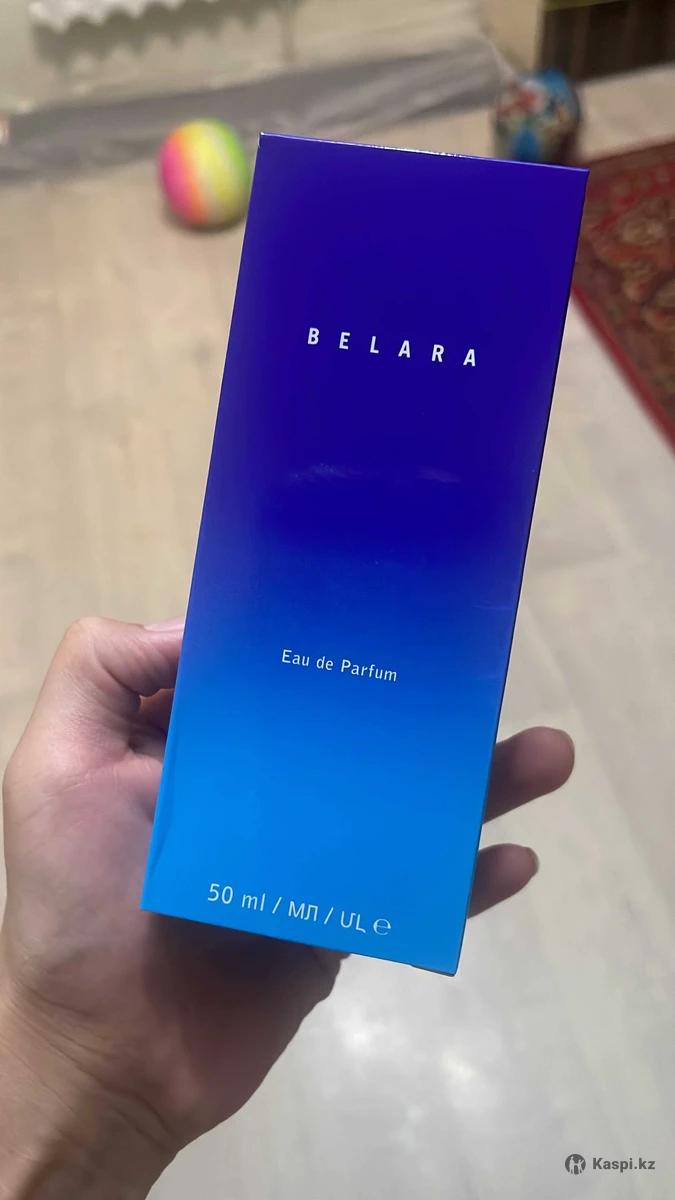 BELARA
Eau de Parfum
50 ml / МЛ / ՄԼ ℮
Kaspi.kz